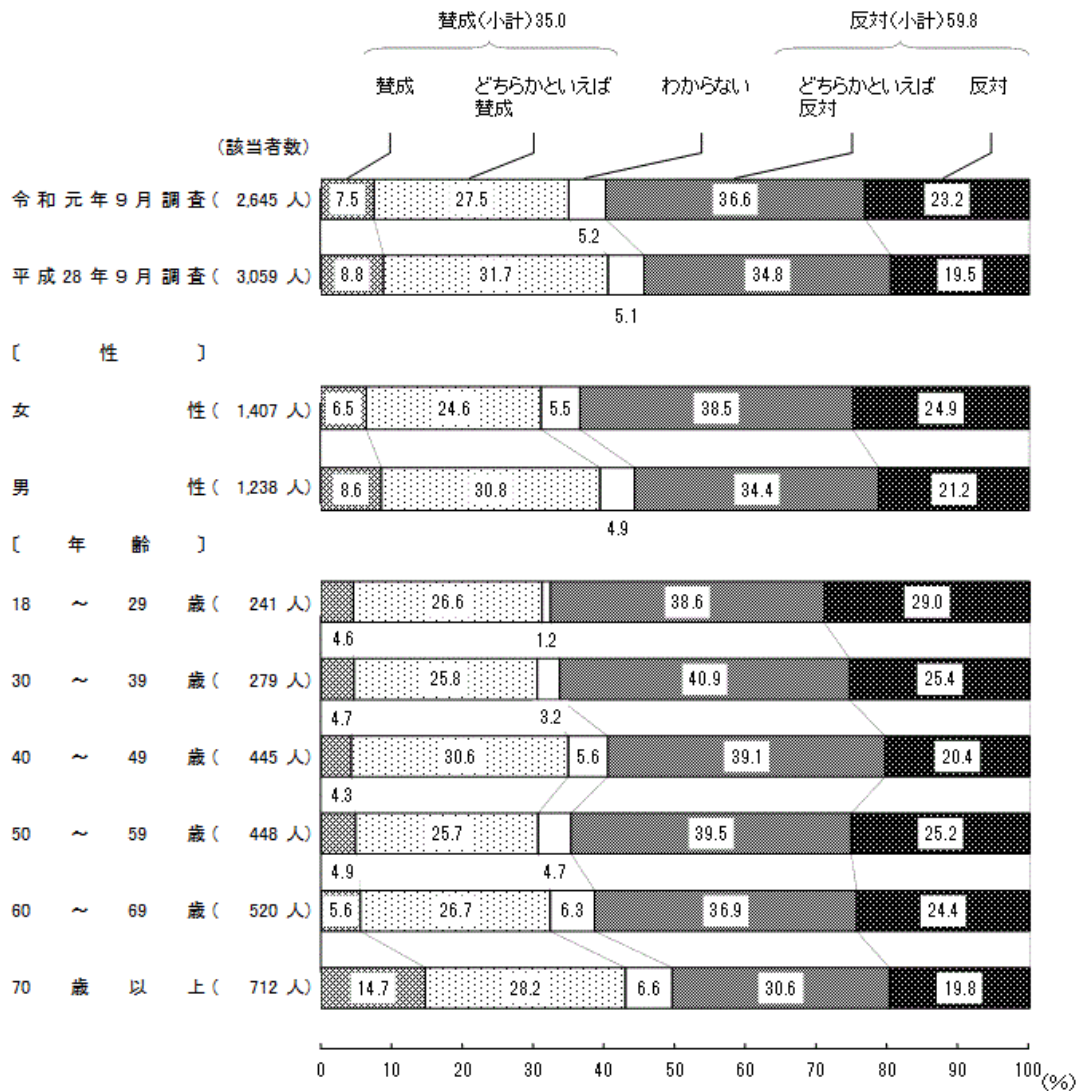 賛成(小計)35.0 反対(小計)59.8
賛成 どちらかといえば賛成 わからない どちらかといえば反対 反対
(該当者数)
令和元年9月調査( 2,645 人) 7.5 27.5 36.6 23.2
5.2
平成28年9月調査( 3,059 人) 8.8 31.7 34.8 19.5
5.1
〔 性 〕
女 性( 1,407 人) 6.5 24.6 5.5 38.5 24.9
男 性( 1,238 人) 8.6 30.8 34.4 21.2
4.9
〔 年 齢 〕
18 ~ 29 歳( 241 人) 26.6 38.6 29.0
4.6 1.2
30 ~ 39 歳( 279 人) 25.8 40.9 25.4
4.7 3.2
40 ~ 49 歳( 445 人) 30.6 5.6 39.1 20.4
4.3
50 ~ 59 歳( 448 人) 25.7 39.5 25.2
4.9 4.7
60 ~ 69 歳( 520 人) 5.6 26.7 6.3 36.9 24.4
70 歳 以 上( 712 人) 14.7 28.2 6.6 30.6 19.8
0 10 20 30 40 50 60 70 80 90 100
(%)